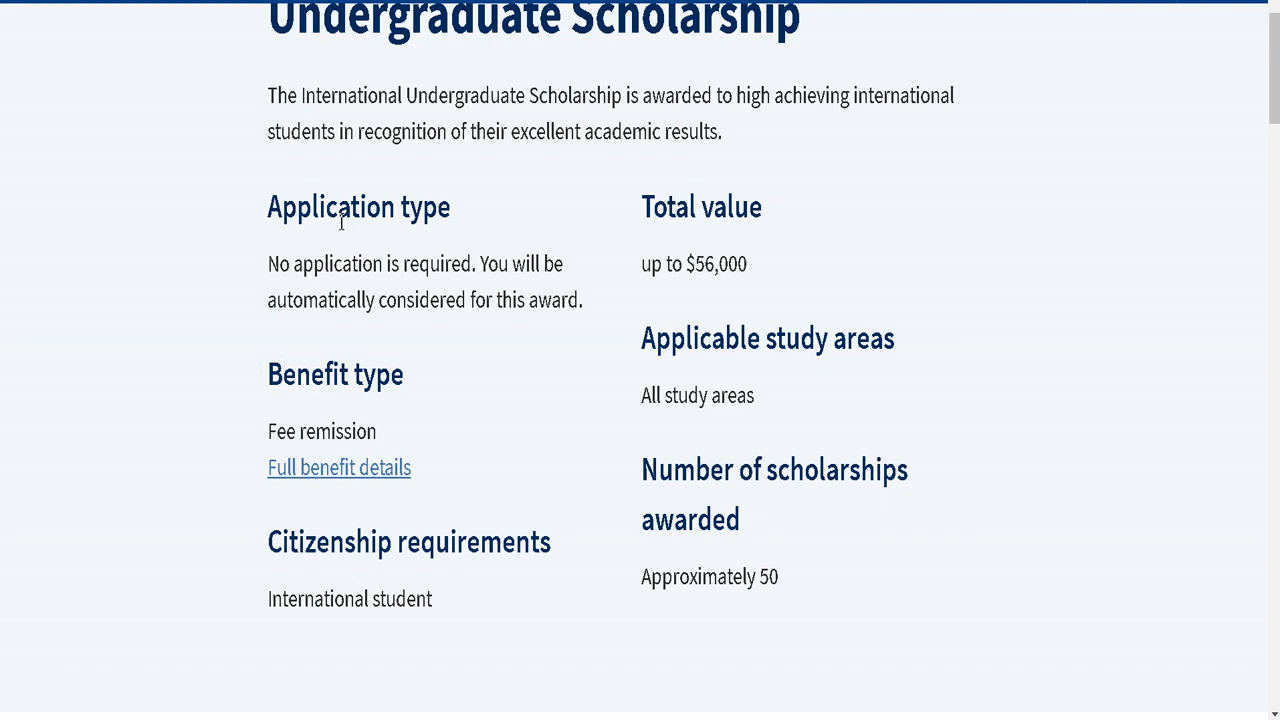 Undergraduate Scholarship
The International Undergraduate Scholarship is awarded to high achieving international
students in recognition of their excellent academic results.
Application type
No application is required. You will be
automatically considered for this award.
Benefit type
Fee remission
Full benefit details
Citizenship requirements
International student
Total value
up to $56,000
Applicable study areas
All study areas
Number of scholarships
awarded
Approximately 50